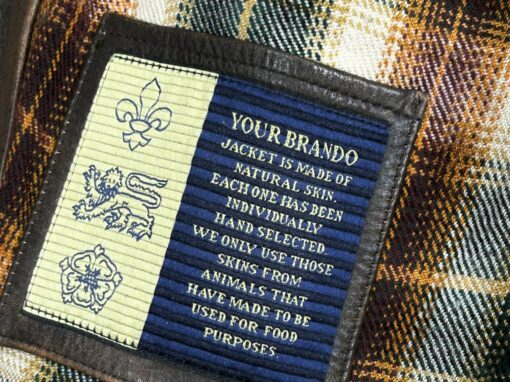 YOUR BRANDO
JACKET IS MADE OF
NATURAL SKIN.
EACH ONE HAS BEEN
INDIVIDUALLY
HAND SELECTED.
WE ONLY USE THOSE
SKINS FROM
ANIMALS THAT
HAVE MADE TO BE
USED FOR FOOD
PURPOSES